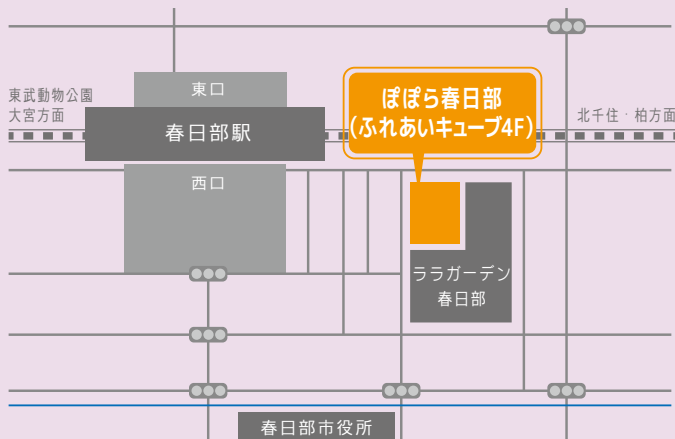 東武動物公園
大宮方面
東口
春日部駅
西口
ぽぽら春日部
(ふれあいキューブ4F)
北千住・柏方面
ララガーデン
春日部
春日部市役所